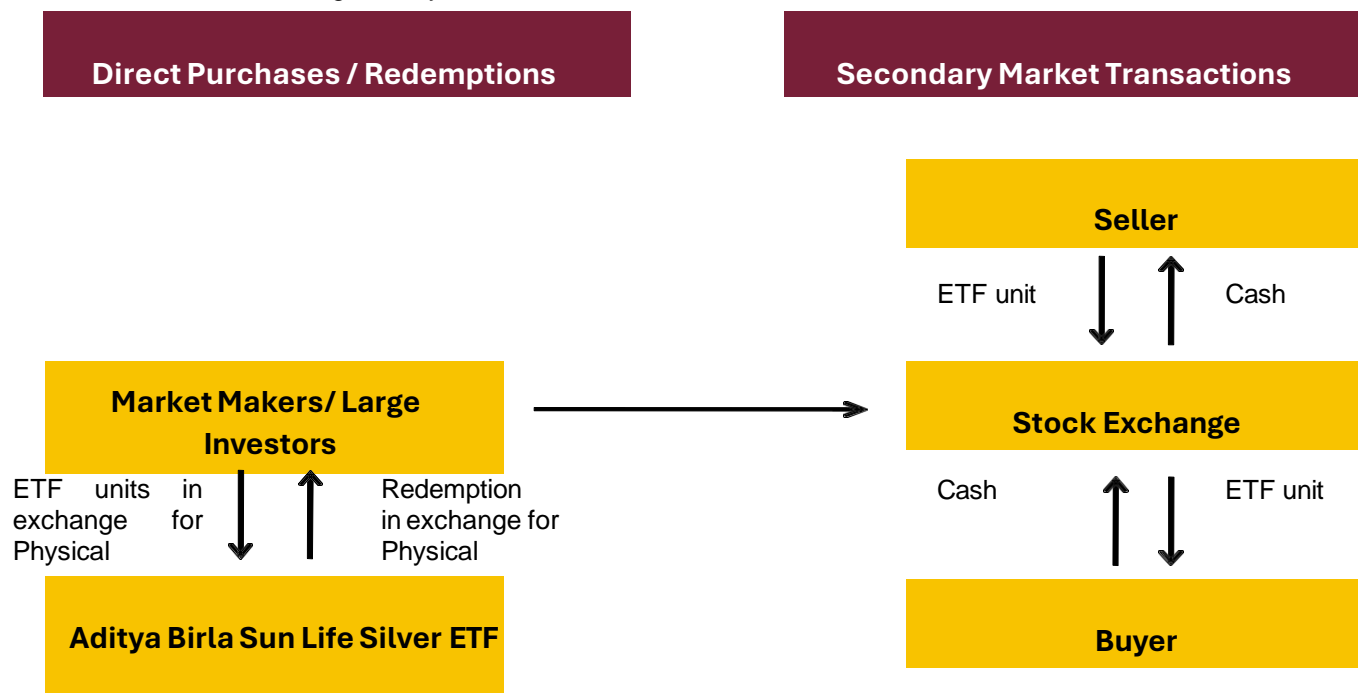 Direct Purchases / Redemptions
Secondary Market Transactions
Seller
ETF unit
Cash
Market Makers/ Large
Investors
Stock Exchange
ETF units in
exchange for
Physical
Redemption
in exchange for
Physical
Cash
ETF unit
Aditya Birla Sun Life Silver ETF
Buyer